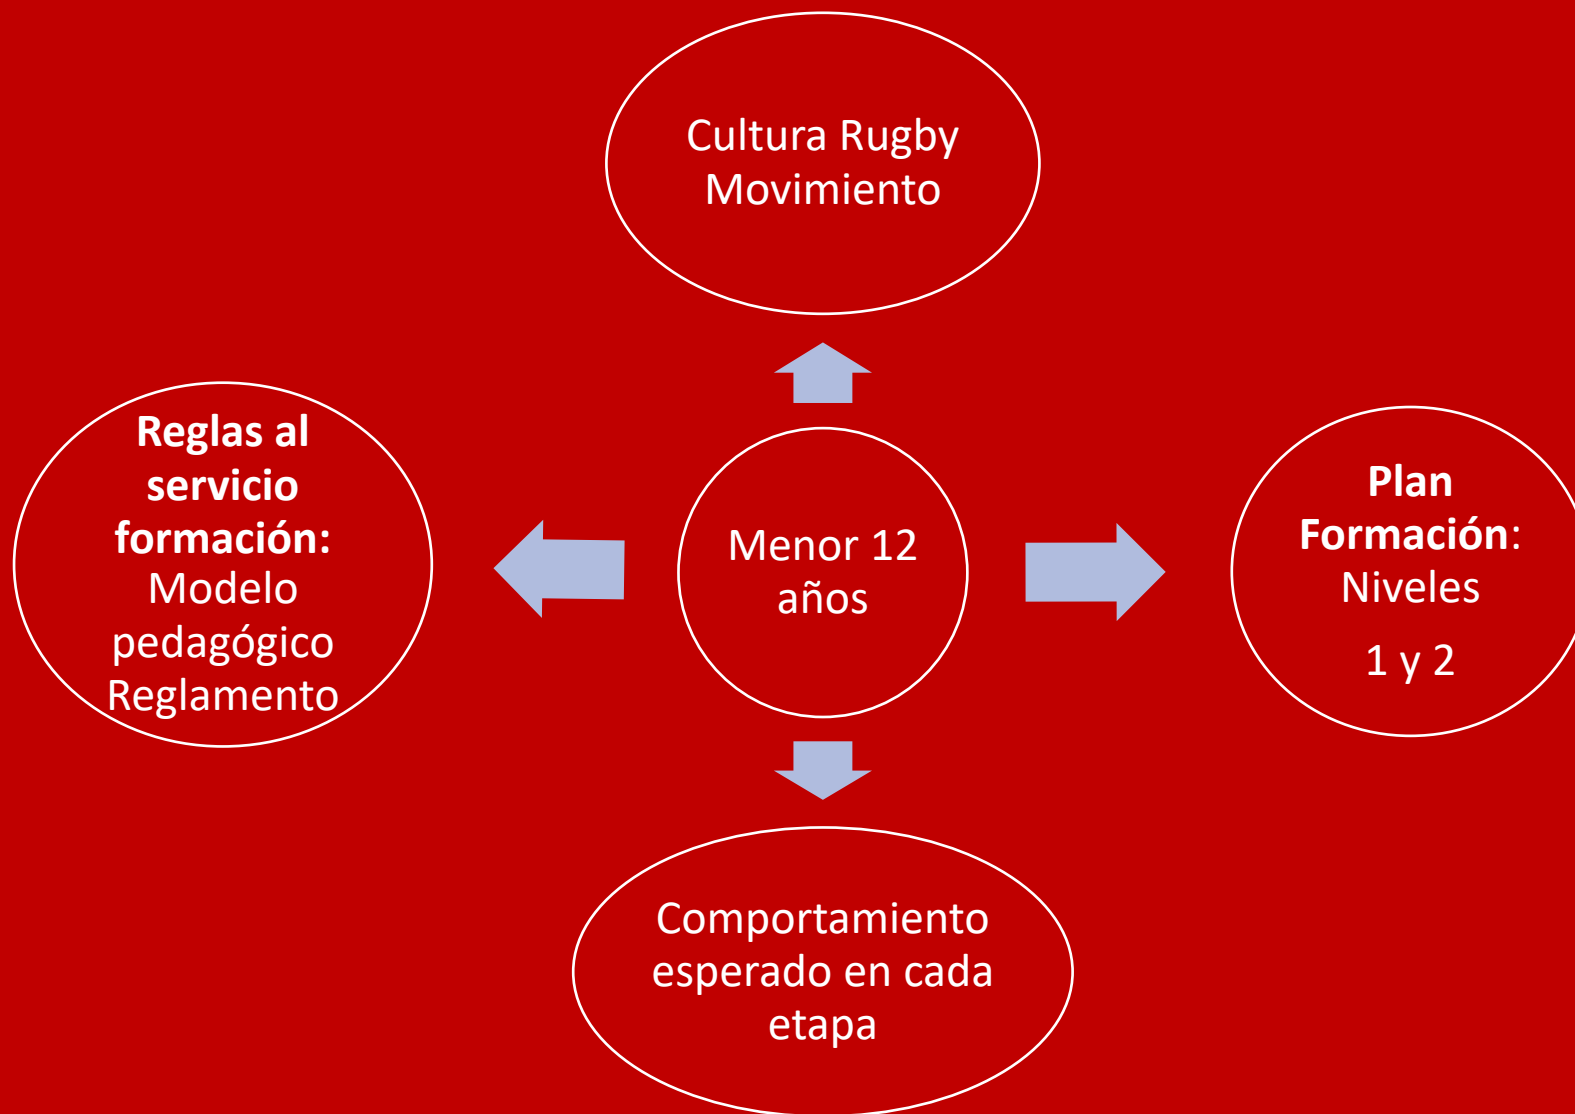 Cultura Rugby
Movimiento
Reglas al
servicio
formación:
Modelo
pedagógico
Reglamento
Menor 12
años
Plan
Formación:
Niveles
1 y 2
Comportamiento
esperado en cada
etapa